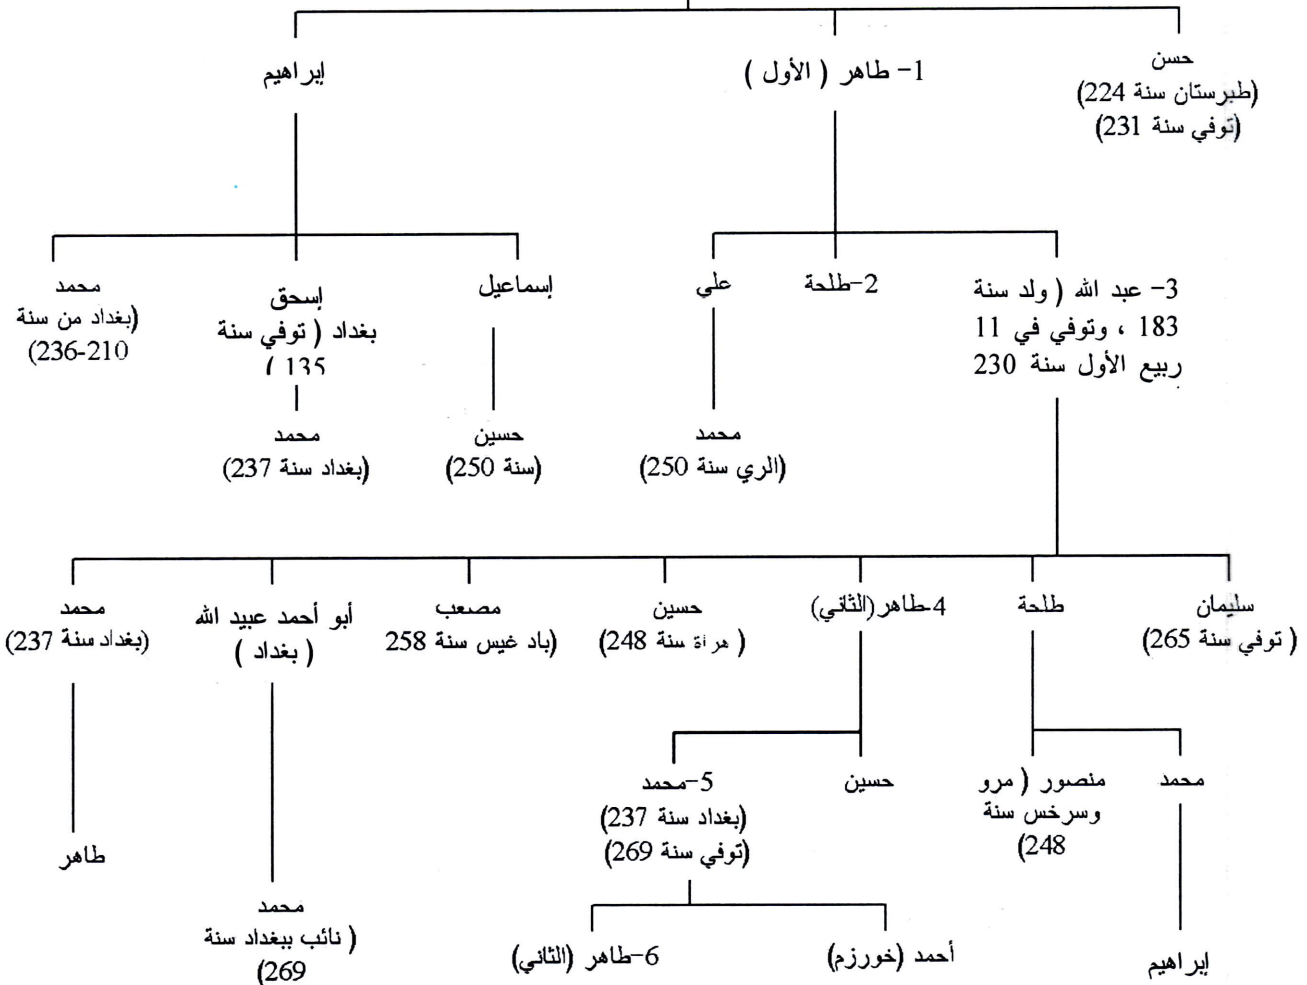 حسن
(طبرستان سنة 224)
(توفي سنة 231)
1- طاهر ( الأول )
إبراهيم
3- عبد الله ( ولد سنة
183 ، وتوفي في 11
ربيع الأول سنة 230
2-طلحة
علي
إسماعيل
إسحق
بغداد ( توفي سنة
135 )
محمد
(بغداد من سنة
236-210)
محمد
(الري سنة 250)
حسين
(سنة 250)
محمد
(بغداد سنة 237)
سليمان
( توفي سنة 265)
طلحة
4-طاهر(الثاني)
حسين
( هراة سنة 248)
مصعب
(باد غيس سنة 258
أبو أحمد عبيد الله
( بغداد )
محمد
(بغداد سنة 237)
محمد
منصور ( مرو
وسرخس سنة
248)
حسين
5-محمد
(بغداد سنة 237)
(توفي سنة 269)
طاهر
محمد
( نائب ببغداد سنة
269)
إبراهيم
أحمد (خورزم)
6-طاهر (الثاني)